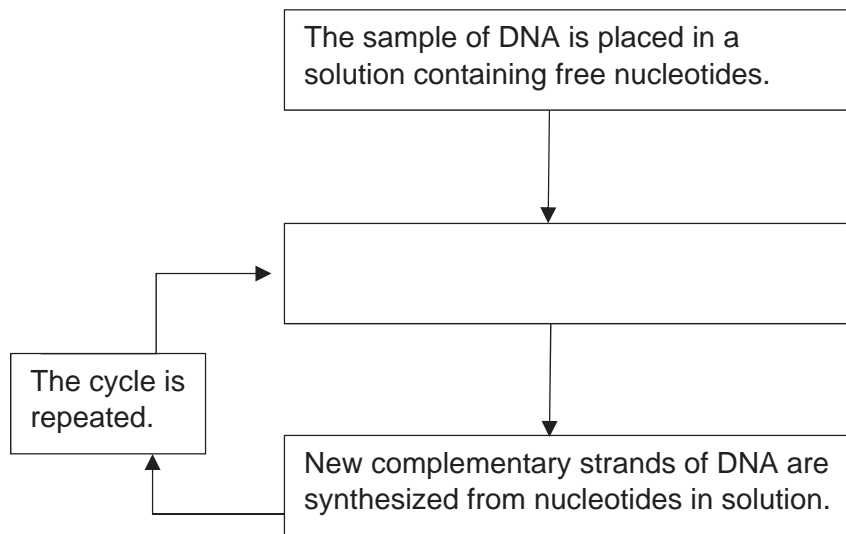 The sample of DNA is placed in a
solution containing free nucleotides.
The cycle is
repeated.
New complementary strands of DNA are
synthesized from nucleotides in solution.